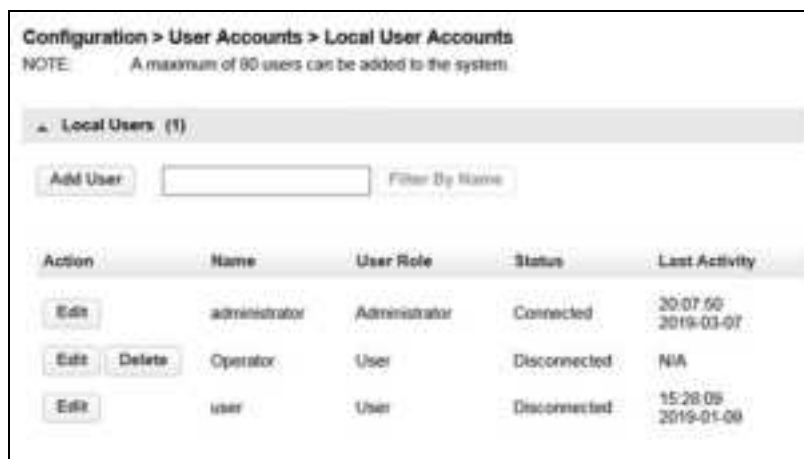 Configuration > User Accounts > Local User Accounts
NOTE: A maximum of 80 users can be added to the system.
Local Users (1)
Add User Filter By Name
Action Name User Role Status Last Activity
Edit administrator Administrator Connected 20:07:50
2019-03-07
Edit Delete Operator User Disconnected N/A
Edit user User Disconnected 15:28:09
2019-01-09